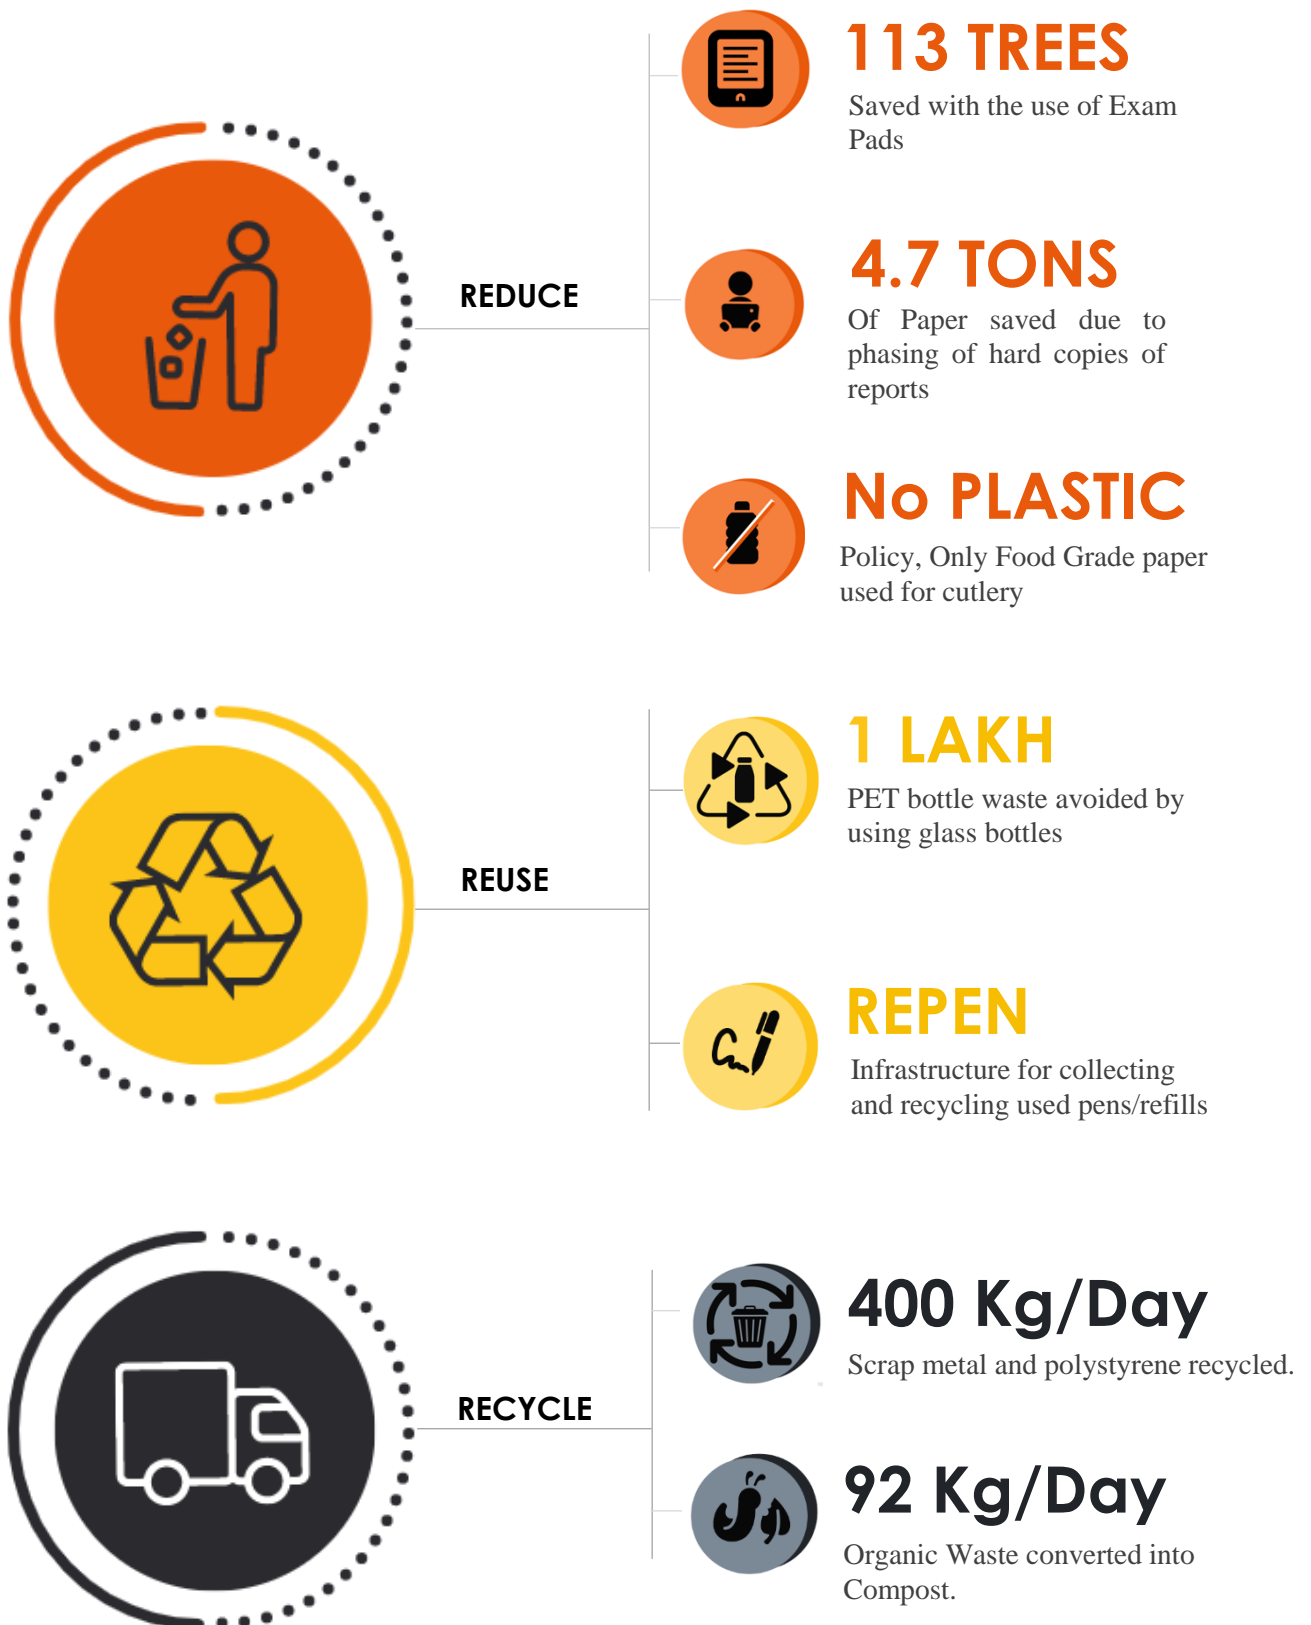 113 TREES
Saved with the use of Exam
Pads
REDUCE
4.7 TONS
Of Paper saved due to
phasing of hard copies of
reports
No PLASTIC
Policy, Only Food Grade paper
used for cutlery
1 LAKH
PET bottle waste avoided by
using glass bottles
REUSE
REPEN
Infrastructure for collecting
and recycling used pens/refills
400 Kg/Day
Scrap metal and polystyrene recycled.
RECYCLE
92 Kg/Day
Organic Waste converted into
Compost.